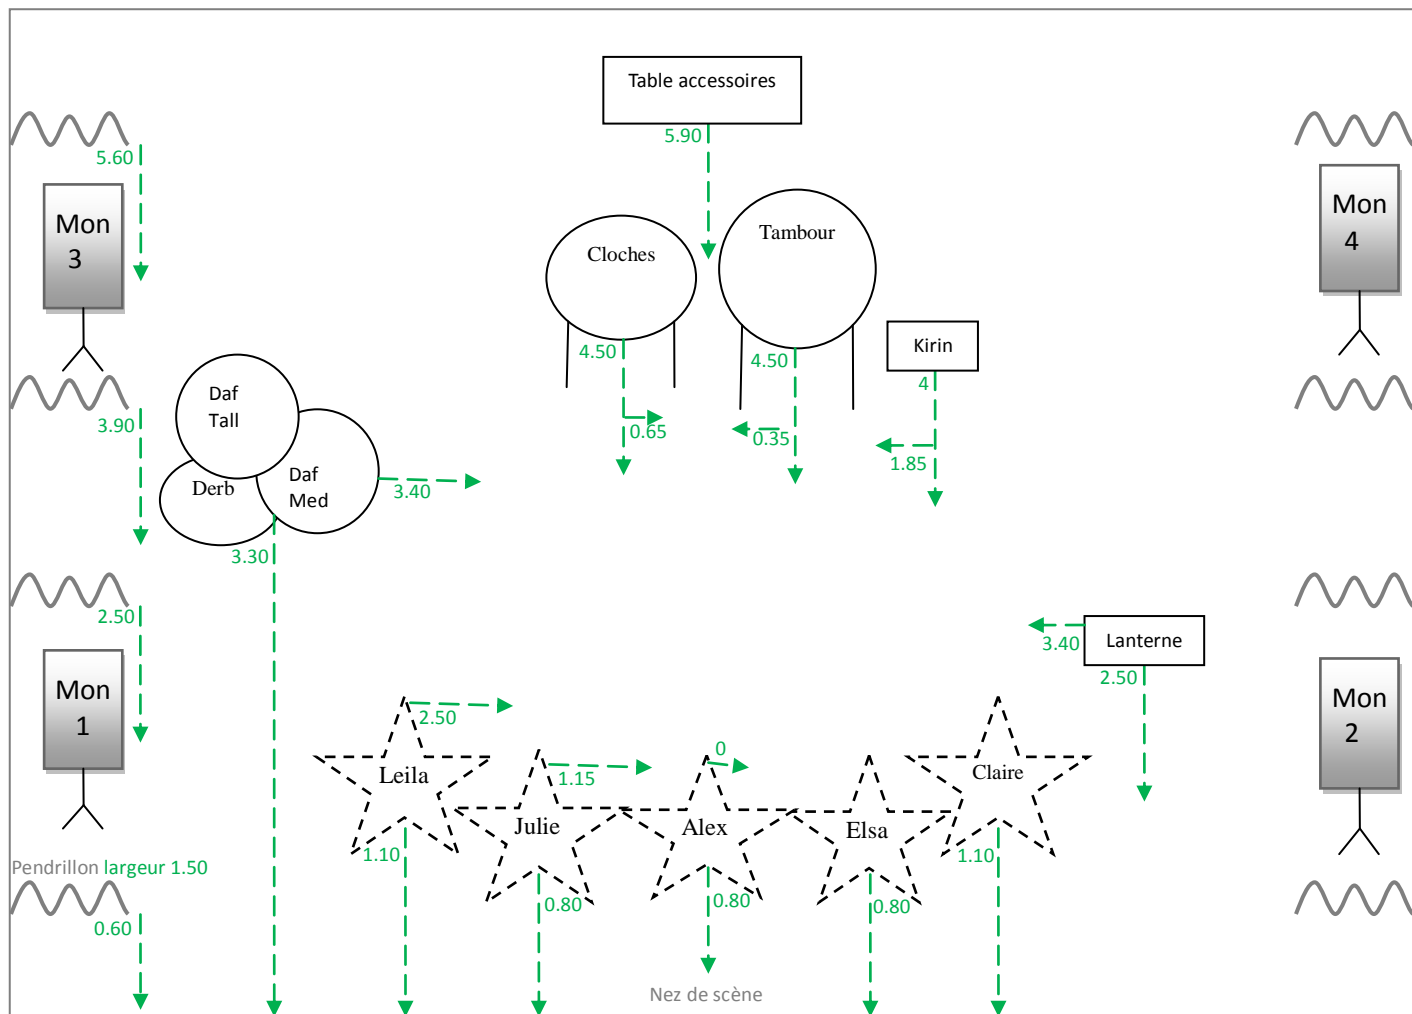 Table accessoires
5.90
5.60
Mon
3
Mon
4
Cloches
Tambour
4.50
4.50
Kirin
4
0.65
0.35
1.85
3.90
Daf
Tall
Derb
Daf
Med
3.40
3.30
2.50
Mon
1
3.40
Lanterne
2.50
Mon
2
2.50
Leila
1.10
1.15
Julie
0.80
0
Alex
0.80
Elsa
0.80
Claire
1.10
Pendrillon largeur 1.50
0.60
Nez de scène